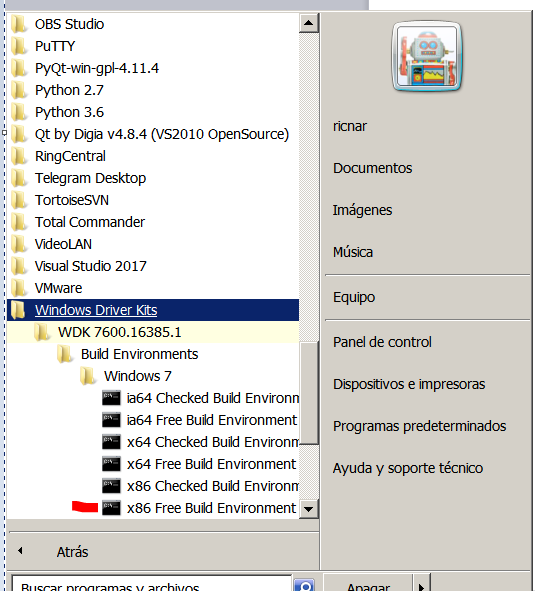 OBS Studio
PuTTY
PyQt-win-gpl-4.11.4
Python 2.7
Python 3.6
Qt by Digia v4.8.4 (VS2010 OpenSource)
RingCentral
Telegram Desktop
TortoiseSVN
Total Commander
VideoLAN
Visual Studio 2017
VMware
Windows Driver Kits
WDK 7600.16385.1
Build Environments
Windows 7
ia64 Checked Build Environn
ia64 Free Build Environment
x64 Checked Build Environn
x64 Free Build Environment
x86 Checked Build Environn
x86 Free Build Environment
Atrás
Buscar programas y archivos
ricnar
Documentos
Imágenes
Música
Equipo
Panel de control
Dispositivos e impresoras
Programas predeterminados
Ayuda y soporte técnico
Apagar